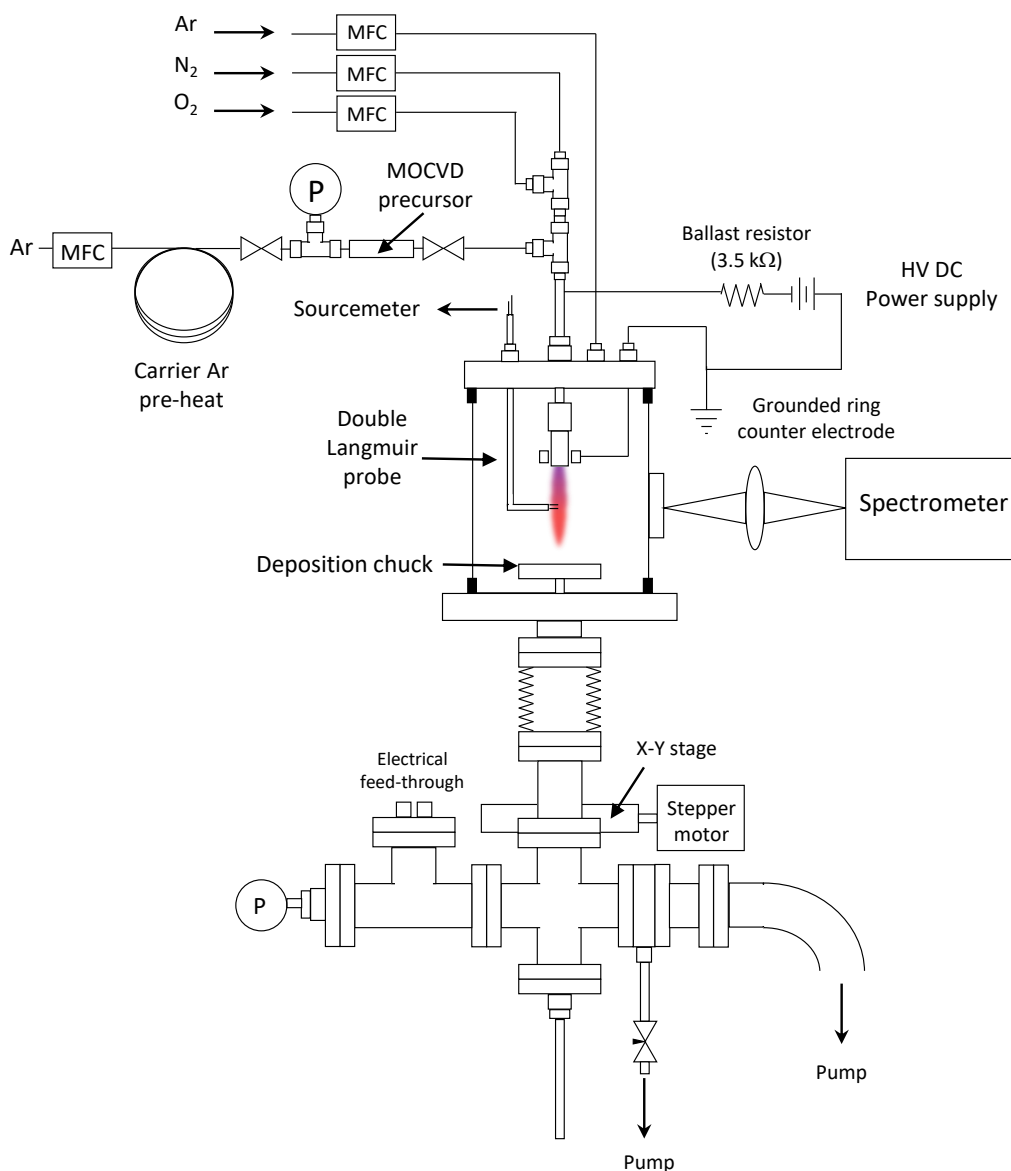 Ar
MFC
N2
MFC
O2
MFC
MOCVD
precursor
P
Ar
MFC
Ballast resistor
(3.5 kΩ)
HV DC
Power supply
Sourcemeter
Carrier Ar
pre-heat
Double
Langmuir
probe
Grounded ring
counter electrode
Spectrometer
Deposition chuck
X-Y stage
Electrical
feed-through
Stepper
motor
P
Pump
Pump